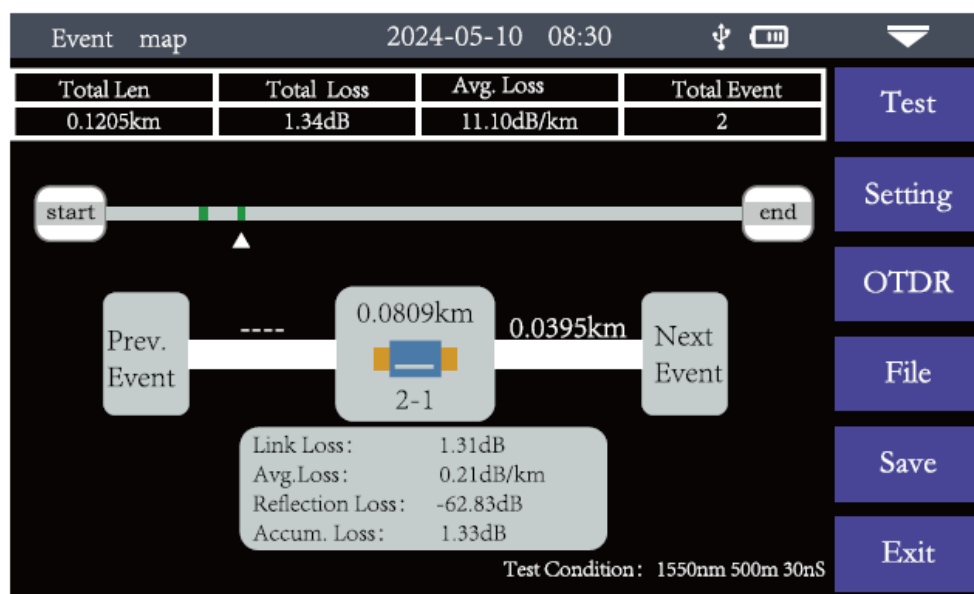 Event map 2024-05-10 08:30
Total Len Total Loss Avg. Loss Total Event
0.1205km 1.34dB 11.10dB/km 2
Test
start end
Setting
OTDR
Prev. Event
----
0.0809km
2-1
0.0395km
Next Event
File
Link Loss: 1.31dB
Avg.Loss: 0.21dB/km
Reflection Loss: -62.83dB
Accum. Loss: 1.33dB
Save
Test Condition: 1550nm 500m 30nS
Exit